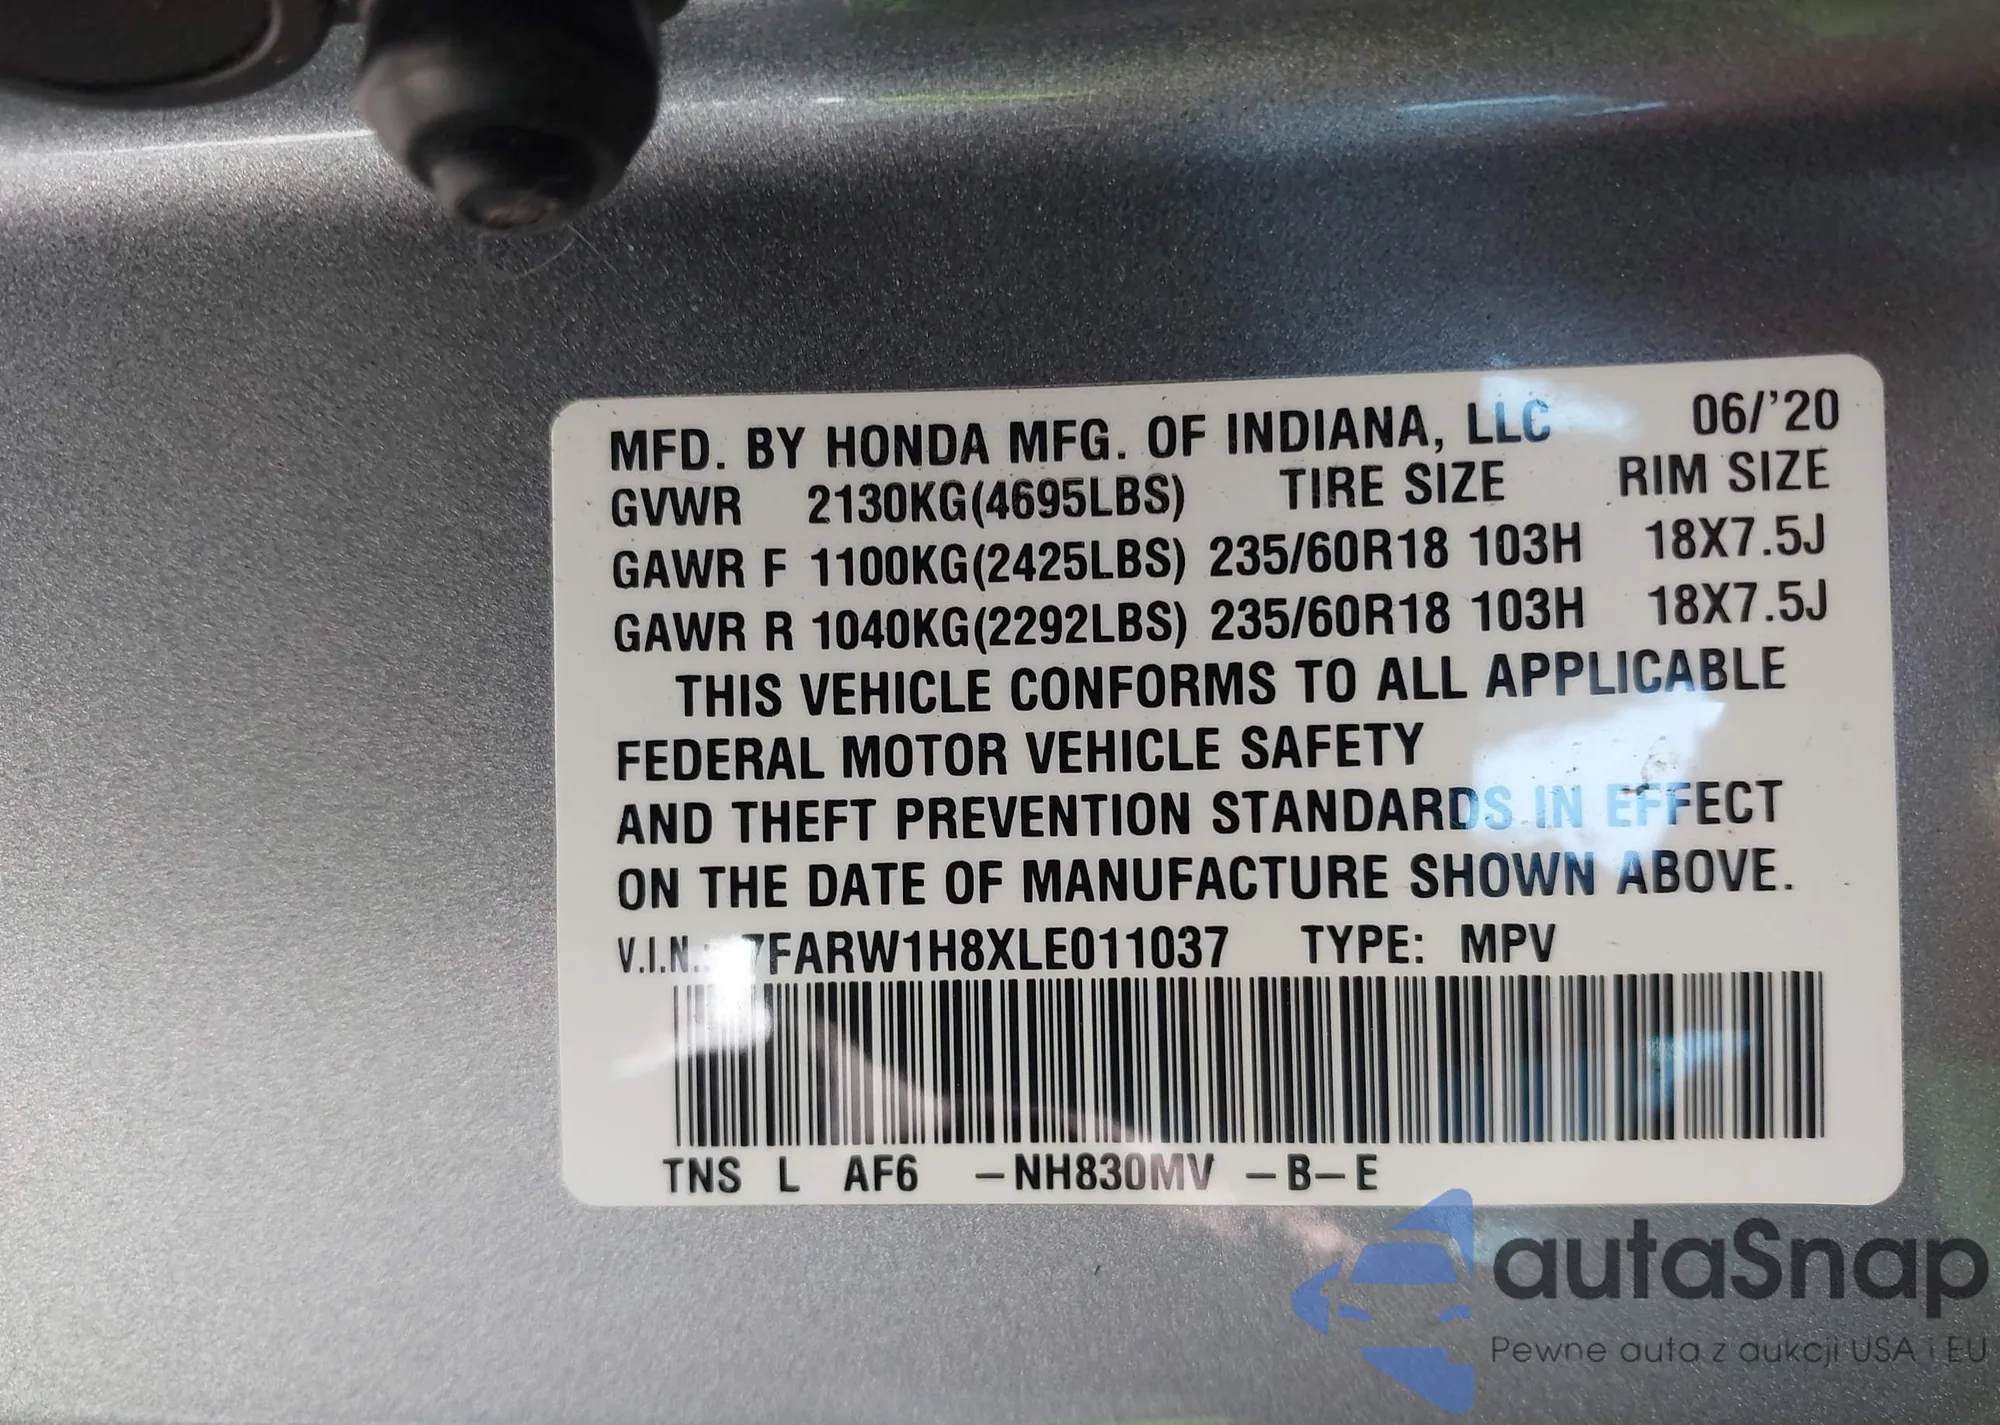 MFD. BY HONDA MFG. OF INDIANA, LLC 06/'20
GVWR 2130KG(4695LBS) TIRE SIZE RIM SIZE
GAWR F 1100KG(2425LBS) 235/60R18 103H 18X7.5J
GAWR R 1040KG(2292LBS) 235/60R18 103H 18X7.5J
THIS VEHICLE CONFORMS TO ALL APPLICABLE
FEDERAL MOTOR VEHICLE SAFETY
AND THEFT PREVENTION STANDARDS IN EFFECT
ON THE DATE OF MANUFACTURE SHOWN ABOVE.
V.I.N.: 7FARW1H8XLE011037 TYPE: MPV
TNS L AF6 –NH830MV –B–E
autaSnap
Pewne auta z aukcji USA i EU